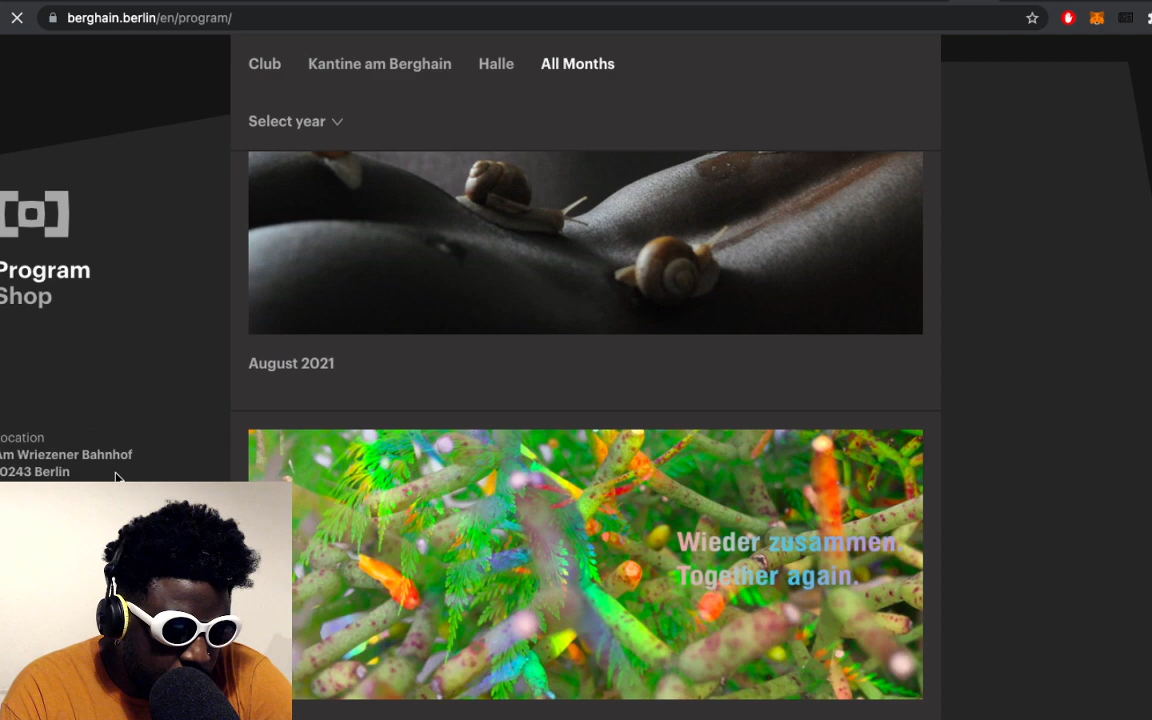 berghain.berlin/en/program/
Club Kantine am Berghain Halle All Months
Select year
Program
Shop
August 2021
ocation
Am Wriezener Bahnhof
0243 Berlin
Wieder zusammen.
Together again.